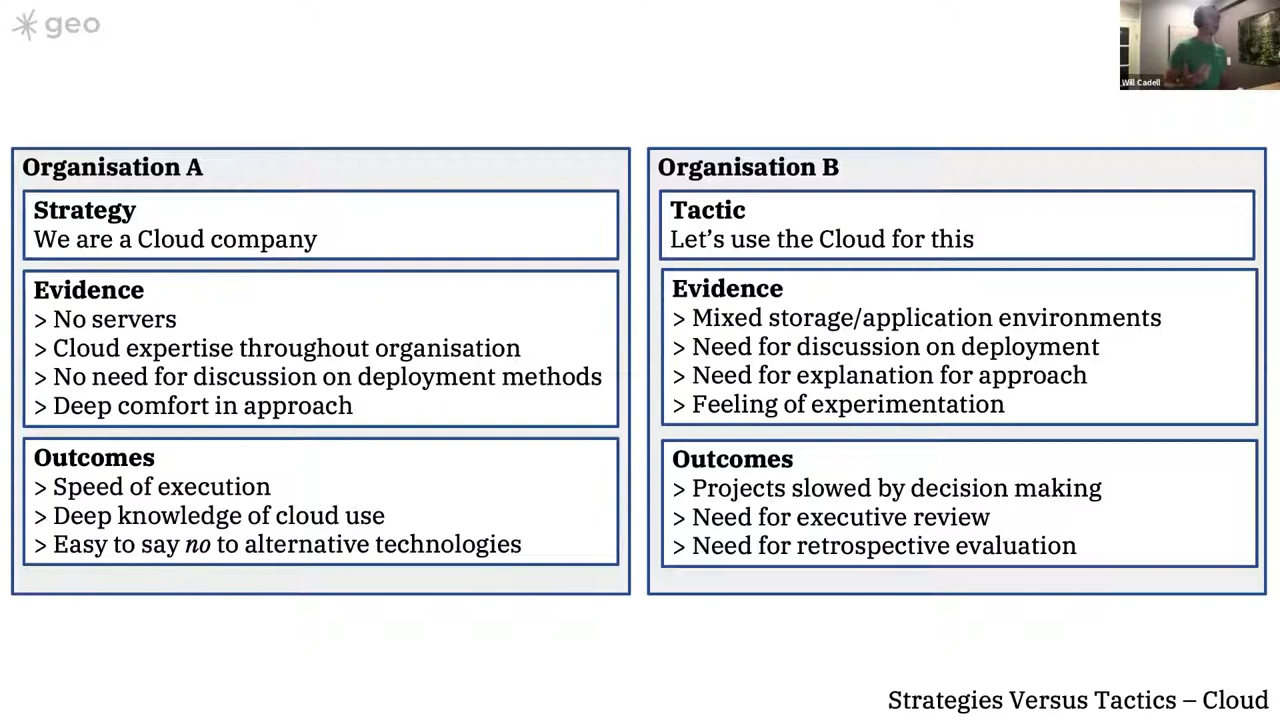 geo
Will Cadell
Organisation A
Strategy
We are a Cloud company
Evidence
> No servers
> Cloud expertise throughout organisation
> No need for discussion on deployment methods
> Deep comfort in approach
Outcomes
> Speed of execution
> Deep knowledge of cloud use
> Easy to say no to alternative technologies
Organisation B
Tactic
Let’s use the Cloud for this
Evidence
> Mixed storage/application environments
> Need for discussion on deployment
> Need for explanation for approach
> Feeling of experimentation
Outcomes
> Projects slowed by decision making
> Need for executive review
> Need for retrospective evaluation
Strategies Versus Tactics – Cloud